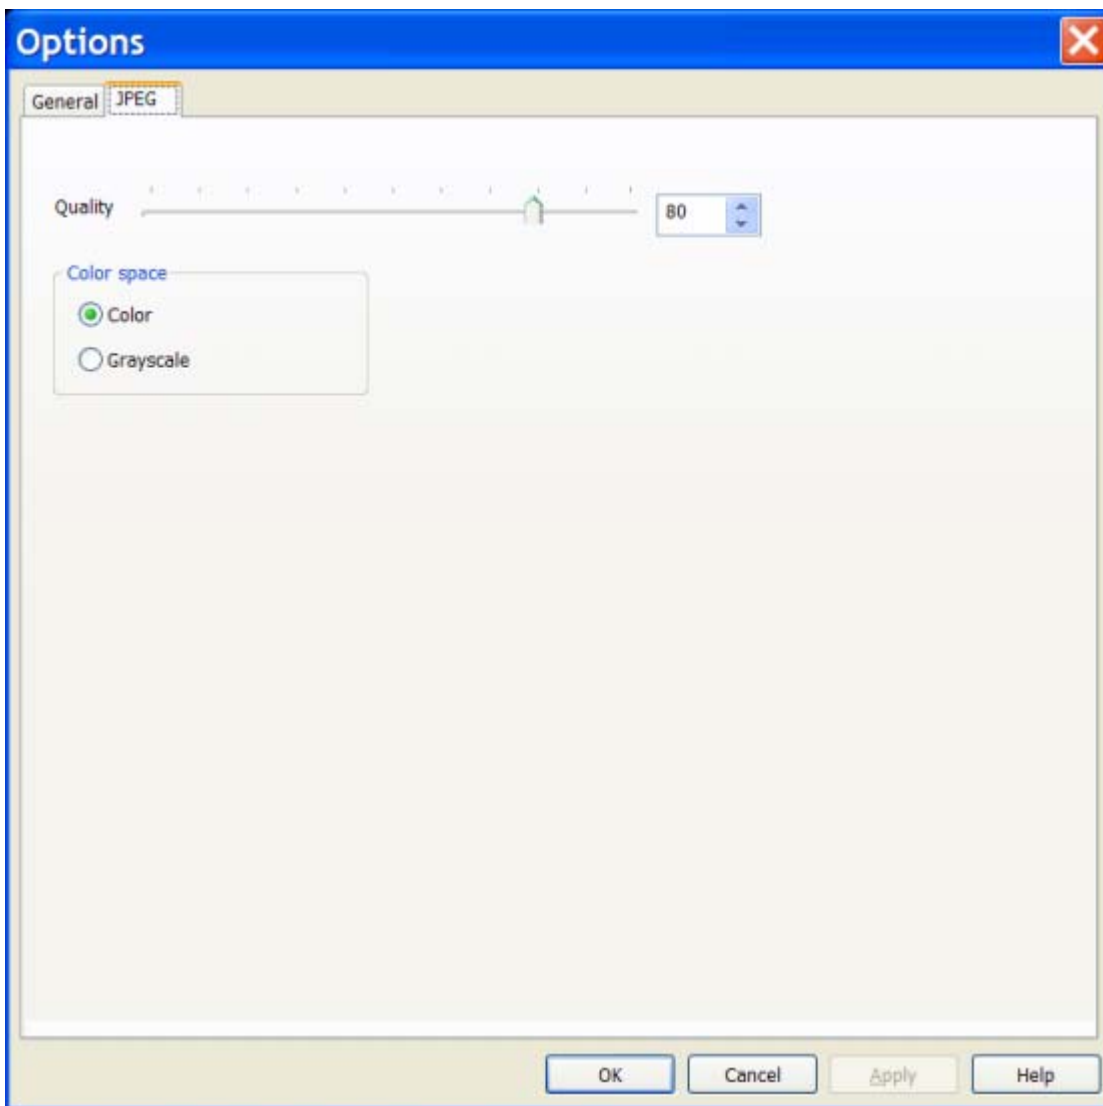 Options
General JPEG
Quality 80
Color space
Color
Grayscale
OK Cancel Apply Help